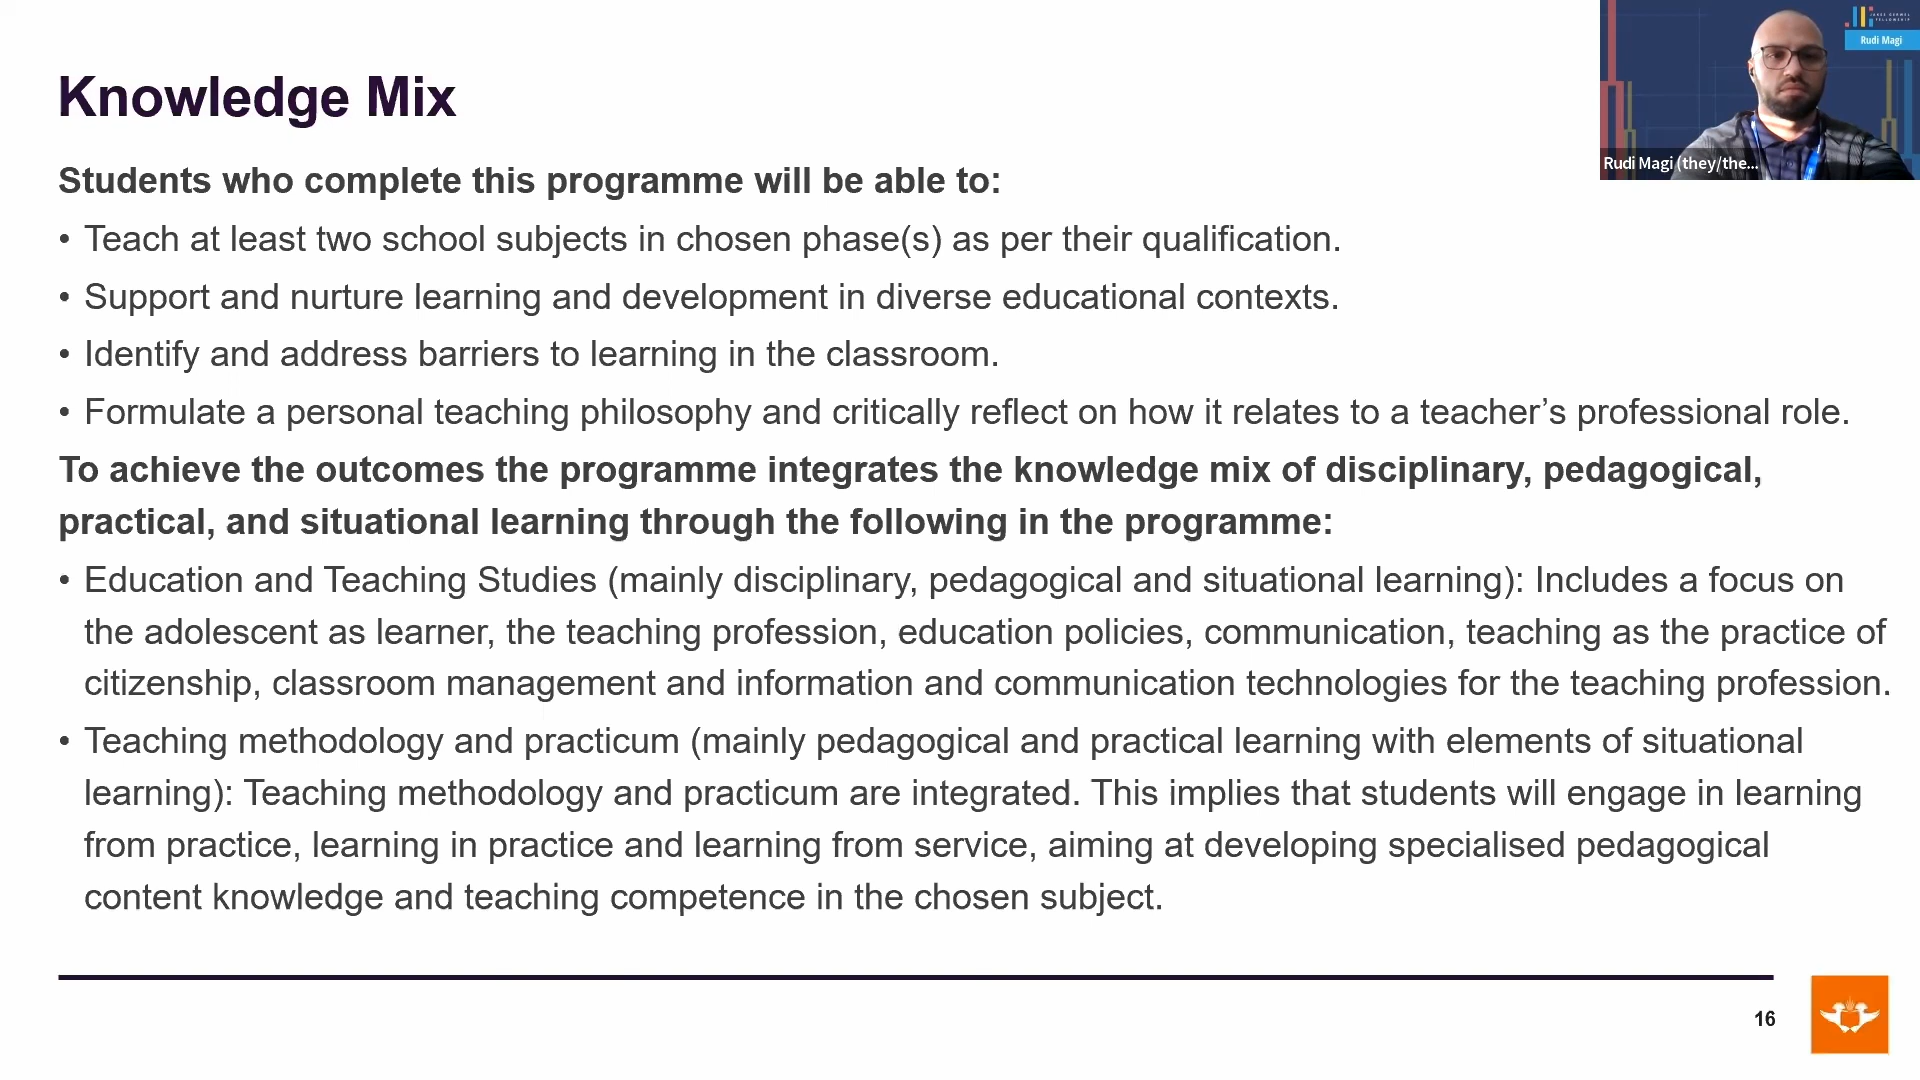 Knowledge Mix
Students who complete this programme will be able to:
• Teach at least two school subjects in chosen phase(s) as per their qualification.
• Support and nurture learning and development in diverse educational contexts.
• Identify and address barriers to learning in the classroom.
• Formulate a personal teaching philosophy and critically reflect on how it relates to a teacher’s professional role.
To achieve the outcomes the programme integrates the knowledge mix of disciplinary, pedagogical,
practical, and situational learning through the following in the programme:
• Education and Teaching Studies (mainly disciplinary, pedagogical and situational learning): Includes a focus on
the adolescent as learner, the teaching profession, education policies, communication, teaching as the practice of
citizenship, classroom management and information and communication technologies for the teaching profession.
• Teaching methodology and practicum (mainly pedagogical and practical learning with elements of situational
learning): Teaching methodology and practicum are integrated. This implies that students will engage in learning
from practice, learning in practice and learning from service, aiming at developing specialised pedagogical
content knowledge and teaching competence in the chosen subject.
16
JAKES GERWEL
FELLOWSHIP
Rudi Magi
Rudi Magi (they/the...